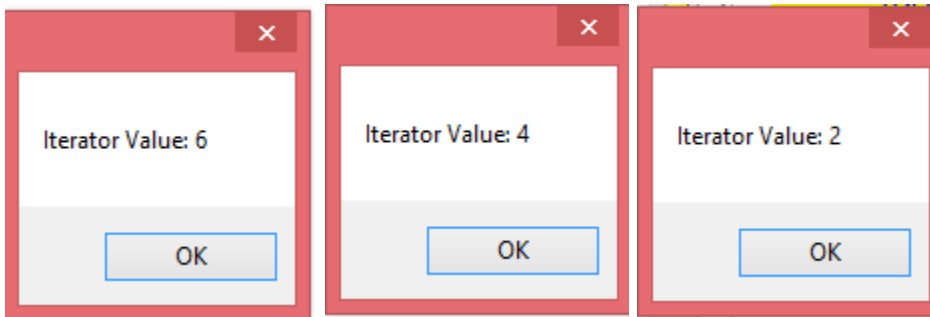 Iterator Value: 6
OK
Iterator Value: 4
OK
Iterator Value: 2
OK